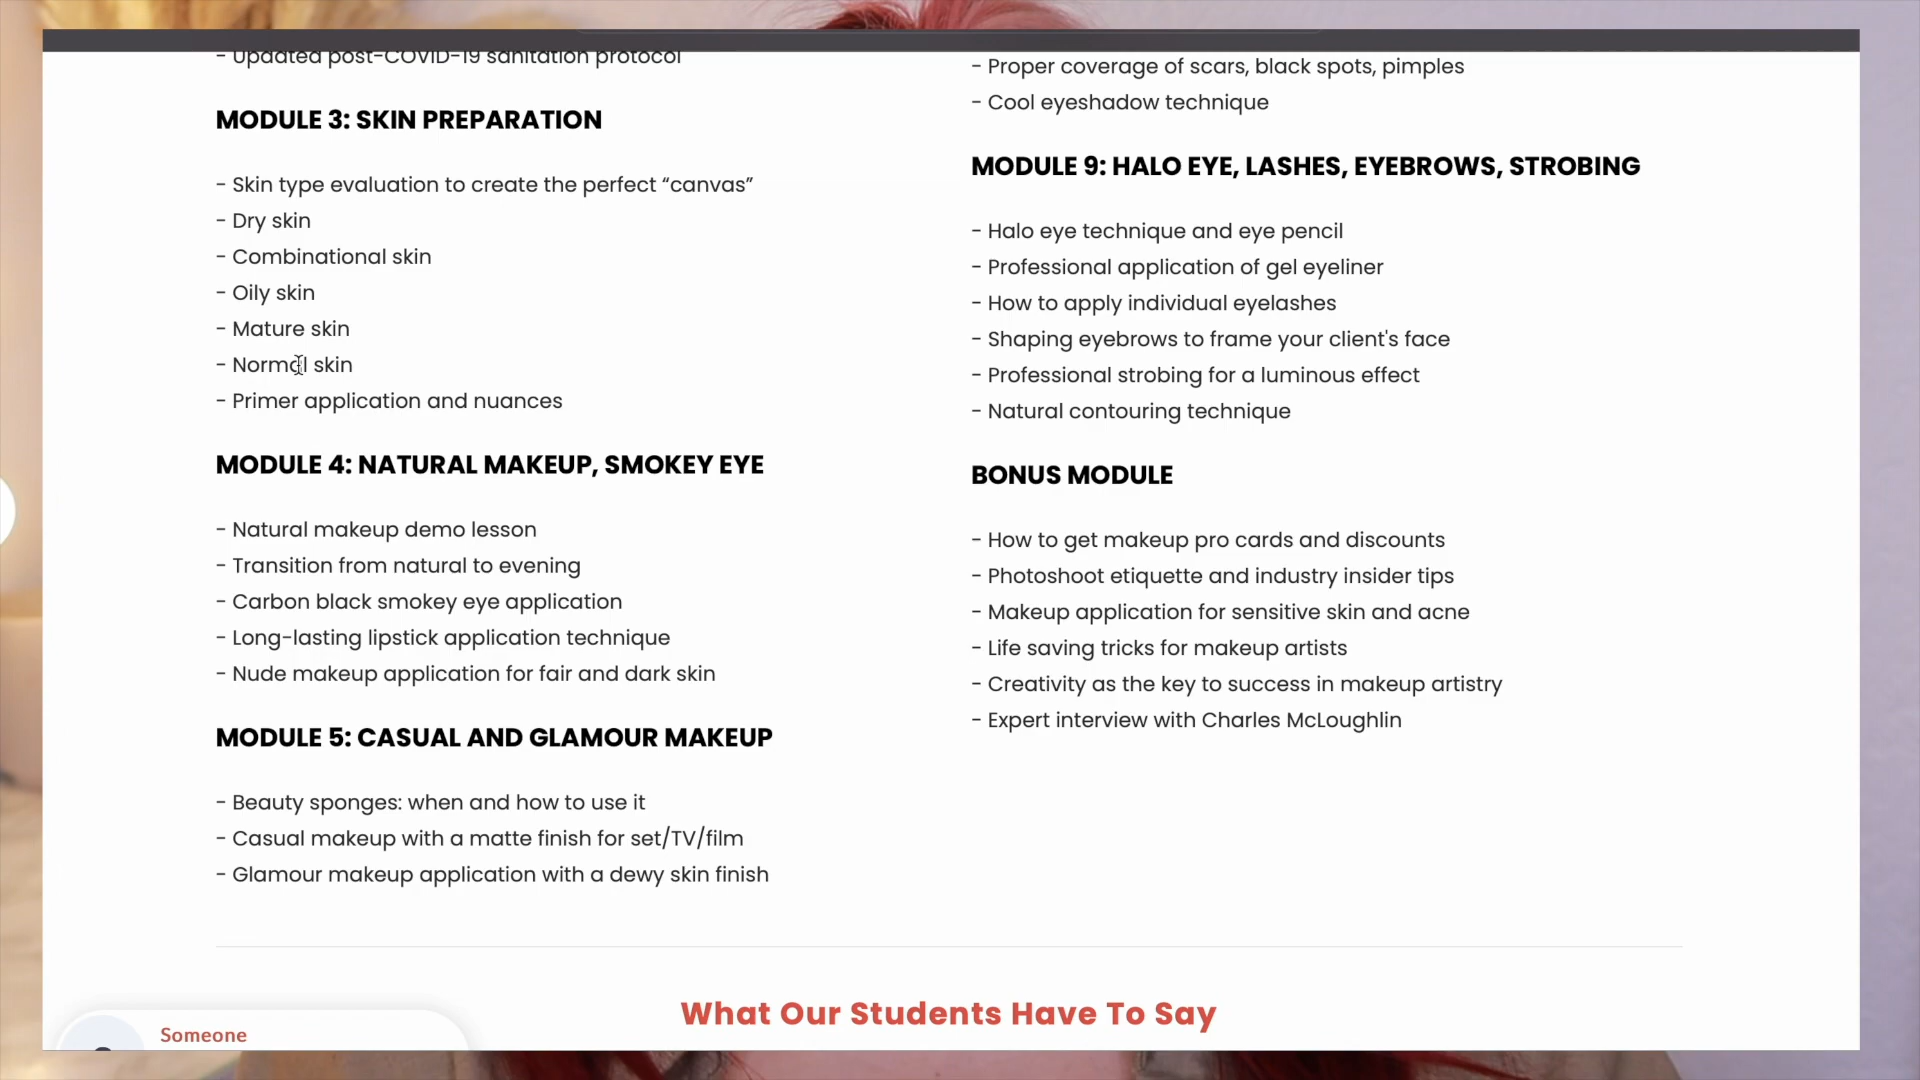 - Updated post-COVID-19 sanitation protocol
MODULE 3: SKIN PREPARATION
- Skin type evaluation to create the perfect “canvas”
- Dry skin
- Combinational skin
- Oily skin
- Mature skin
- Normal skin
- Primer application and nuances
MODULE 4: NATURAL MAKEUP, SMOKEY EYE
- Natural makeup demo lesson
- Transition from natural to evening
- Carbon black smokey eye application
- Long-lasting lipstick application technique
- Nude makeup application for fair and dark skin
MODULE 5: CASUAL AND GLAMOUR MAKEUP
- Beauty sponges: when and how to use it
- Casual makeup with a matte finish for set/TV/film
- Glamour makeup application with a dewy skin finish
- Proper coverage of scars, black spots, pimples
- Cool eyeshadow technique
MODULE 9: HALO EYE, LASHES, EYEBROWS, STROBING
- Halo eye technique and eye pencil
- Professional application of gel eyeliner
- How to apply individual eyelashes
- Shaping eyebrows to frame your client's face
- Professional strobing for a luminous effect
- Natural contouring technique
BONUS MODULE
- How to get makeup pro cards and discounts
- Photoshoot etiquette and industry insider tips
- Makeup application for sensitive skin and acne
- Life saving tricks for makeup artists
- Creativity as the key to success in makeup artistry
- Expert interview with Charles McLoughlin
What Our Students Have To Say
Someone